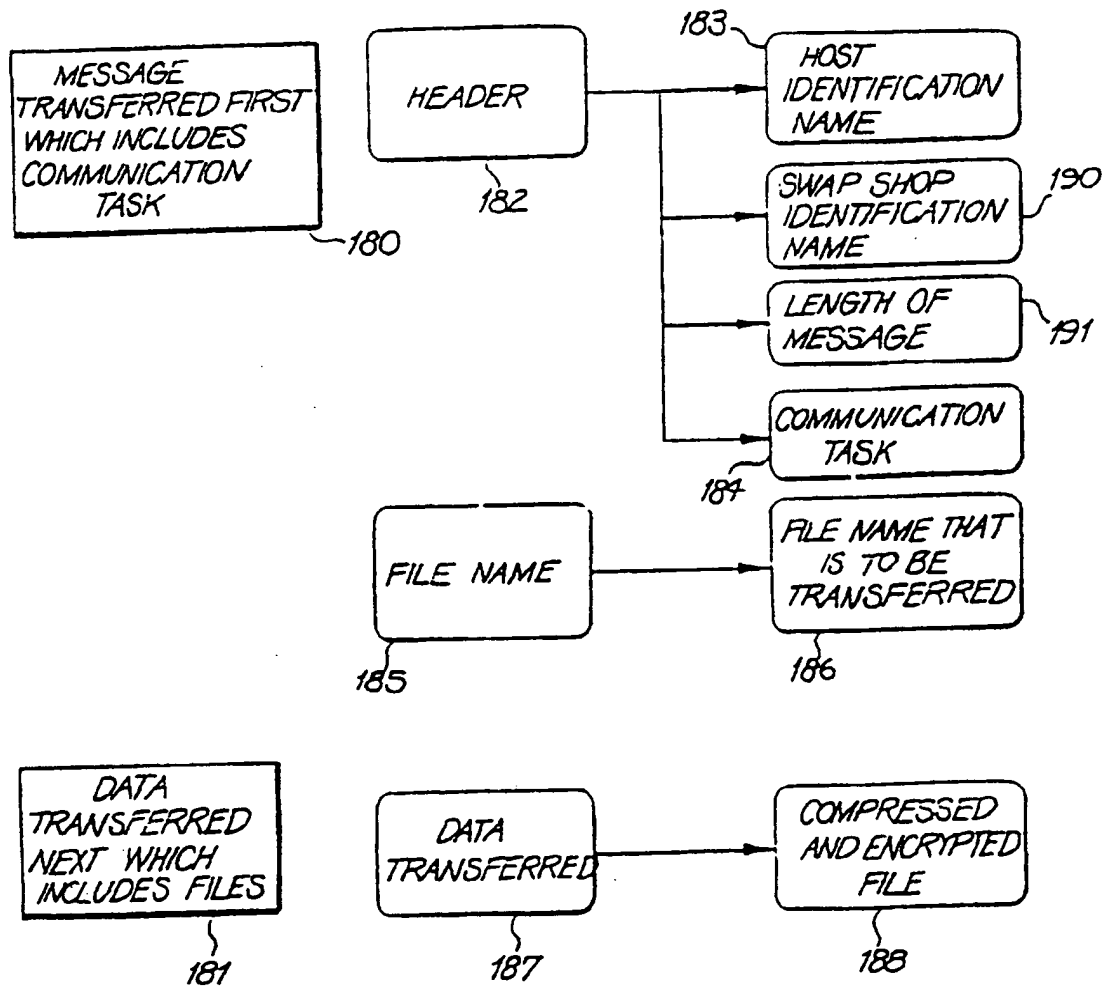 MESSAGE
TRANSFERRED FIRST
WHICH INCLUDES
COMMUNICATION
TASK
180
HEADER
182
183
HOST
IDENTIFICATION
NAME
SWAP SHOP
IDENTIFICATION
NAME
190
LENGTH OF
MESSAGE
191
COMMUNICATION
TASK
184
FILE NAME
185
FILE NAME THAT
IS TO BE
TRANSFERRED
186
DATA
TRANSFERRED
NEXT WHICH
INCLUDES FILES
181
DATA
TRANSFERRED
187
COMPRESSED
AND ENCRYPTED
FILE
188